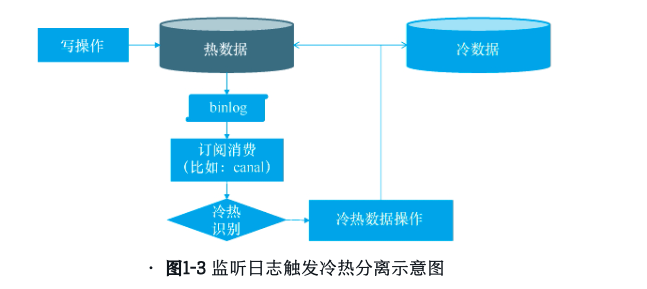 写操作
热数据
冷数据
binlog
订阅消费
（比如：canal）
冷热
识别
冷热数据操作
· 图1-3 监听日志触发冷热分离示意图